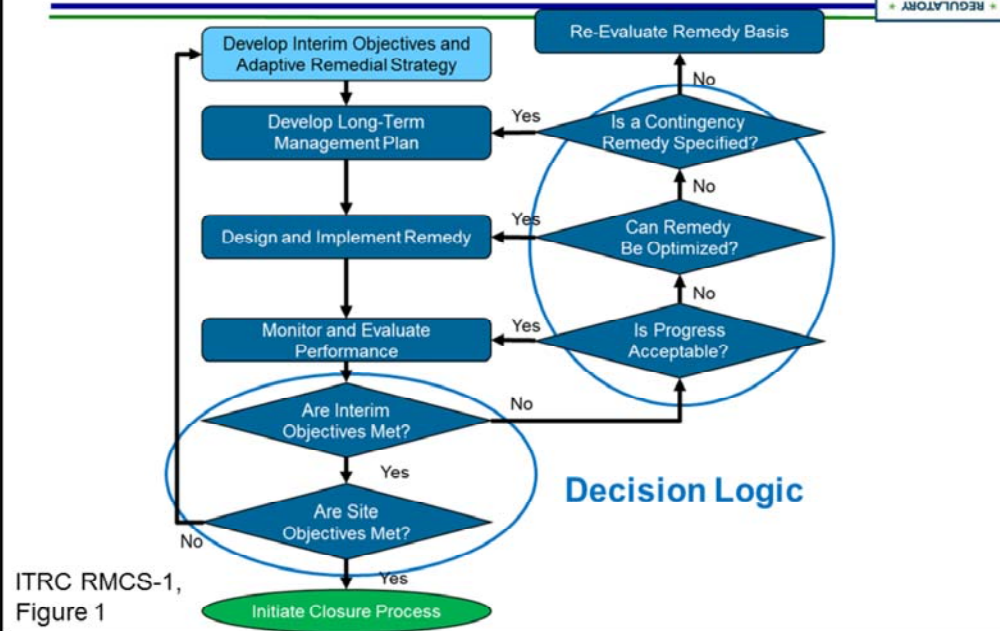 REGULATORY
Develop Interim Objectives and
Adaptive Remedial Strategy
Re-Evaluate Remedy Basis
No
Develop Long-Term
Management Plan
Yes
Is a Contingency
Remedy Specified?
No
Design and Implement Remedy
Yes
Can Remedy
Be Optimized?
No
Monitor and Evaluate
Performance
Yes
Is Progress
Acceptable?
Are Interim
Objectives Met?
No
Yes
Decision Logic
Are Site
Objectives Met?
No
Yes
ITRC RMCS-1,
Figure 1
Initiate Closure Process